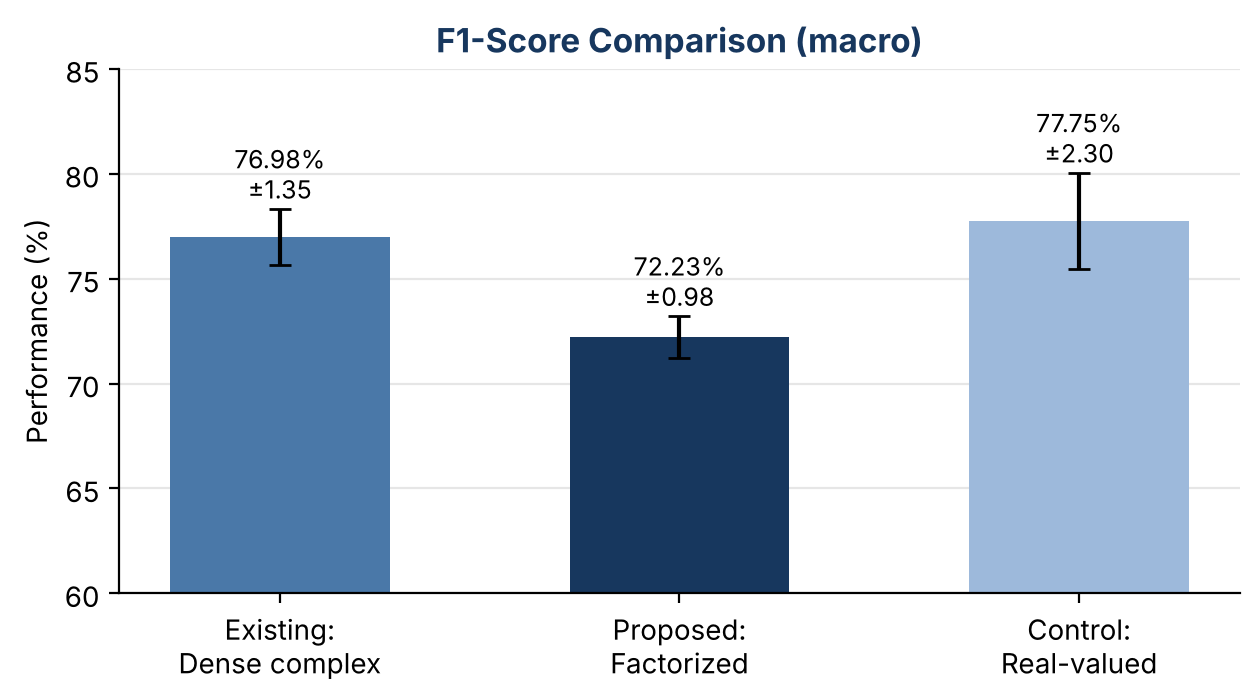 F1-Score Comparison (macro)
Performance (%)
85
80
75
70
65
60
76.98%
±1.35
72.23%
±0.98
77.75%
±2.30
Existing:
Dense complex
Proposed:
Factorized
Control:
Real-valued